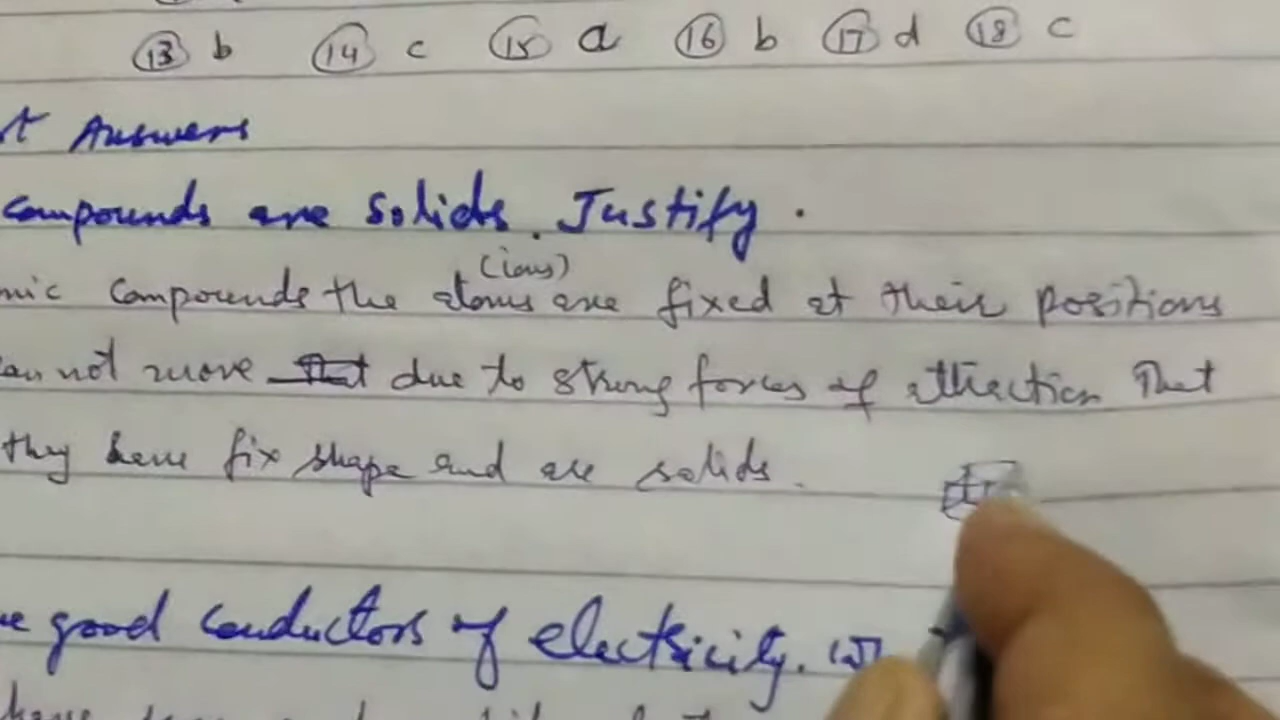 (13) b (14) c (15) a (16) b (17) d (18) c
t Answers
compounds are solids. Justify.
(ions)
nic compounds the atoms are fixed at their positions
can not move due to strong forces of attraction that
they have fix shape and are solids.
good conductors of electricity.